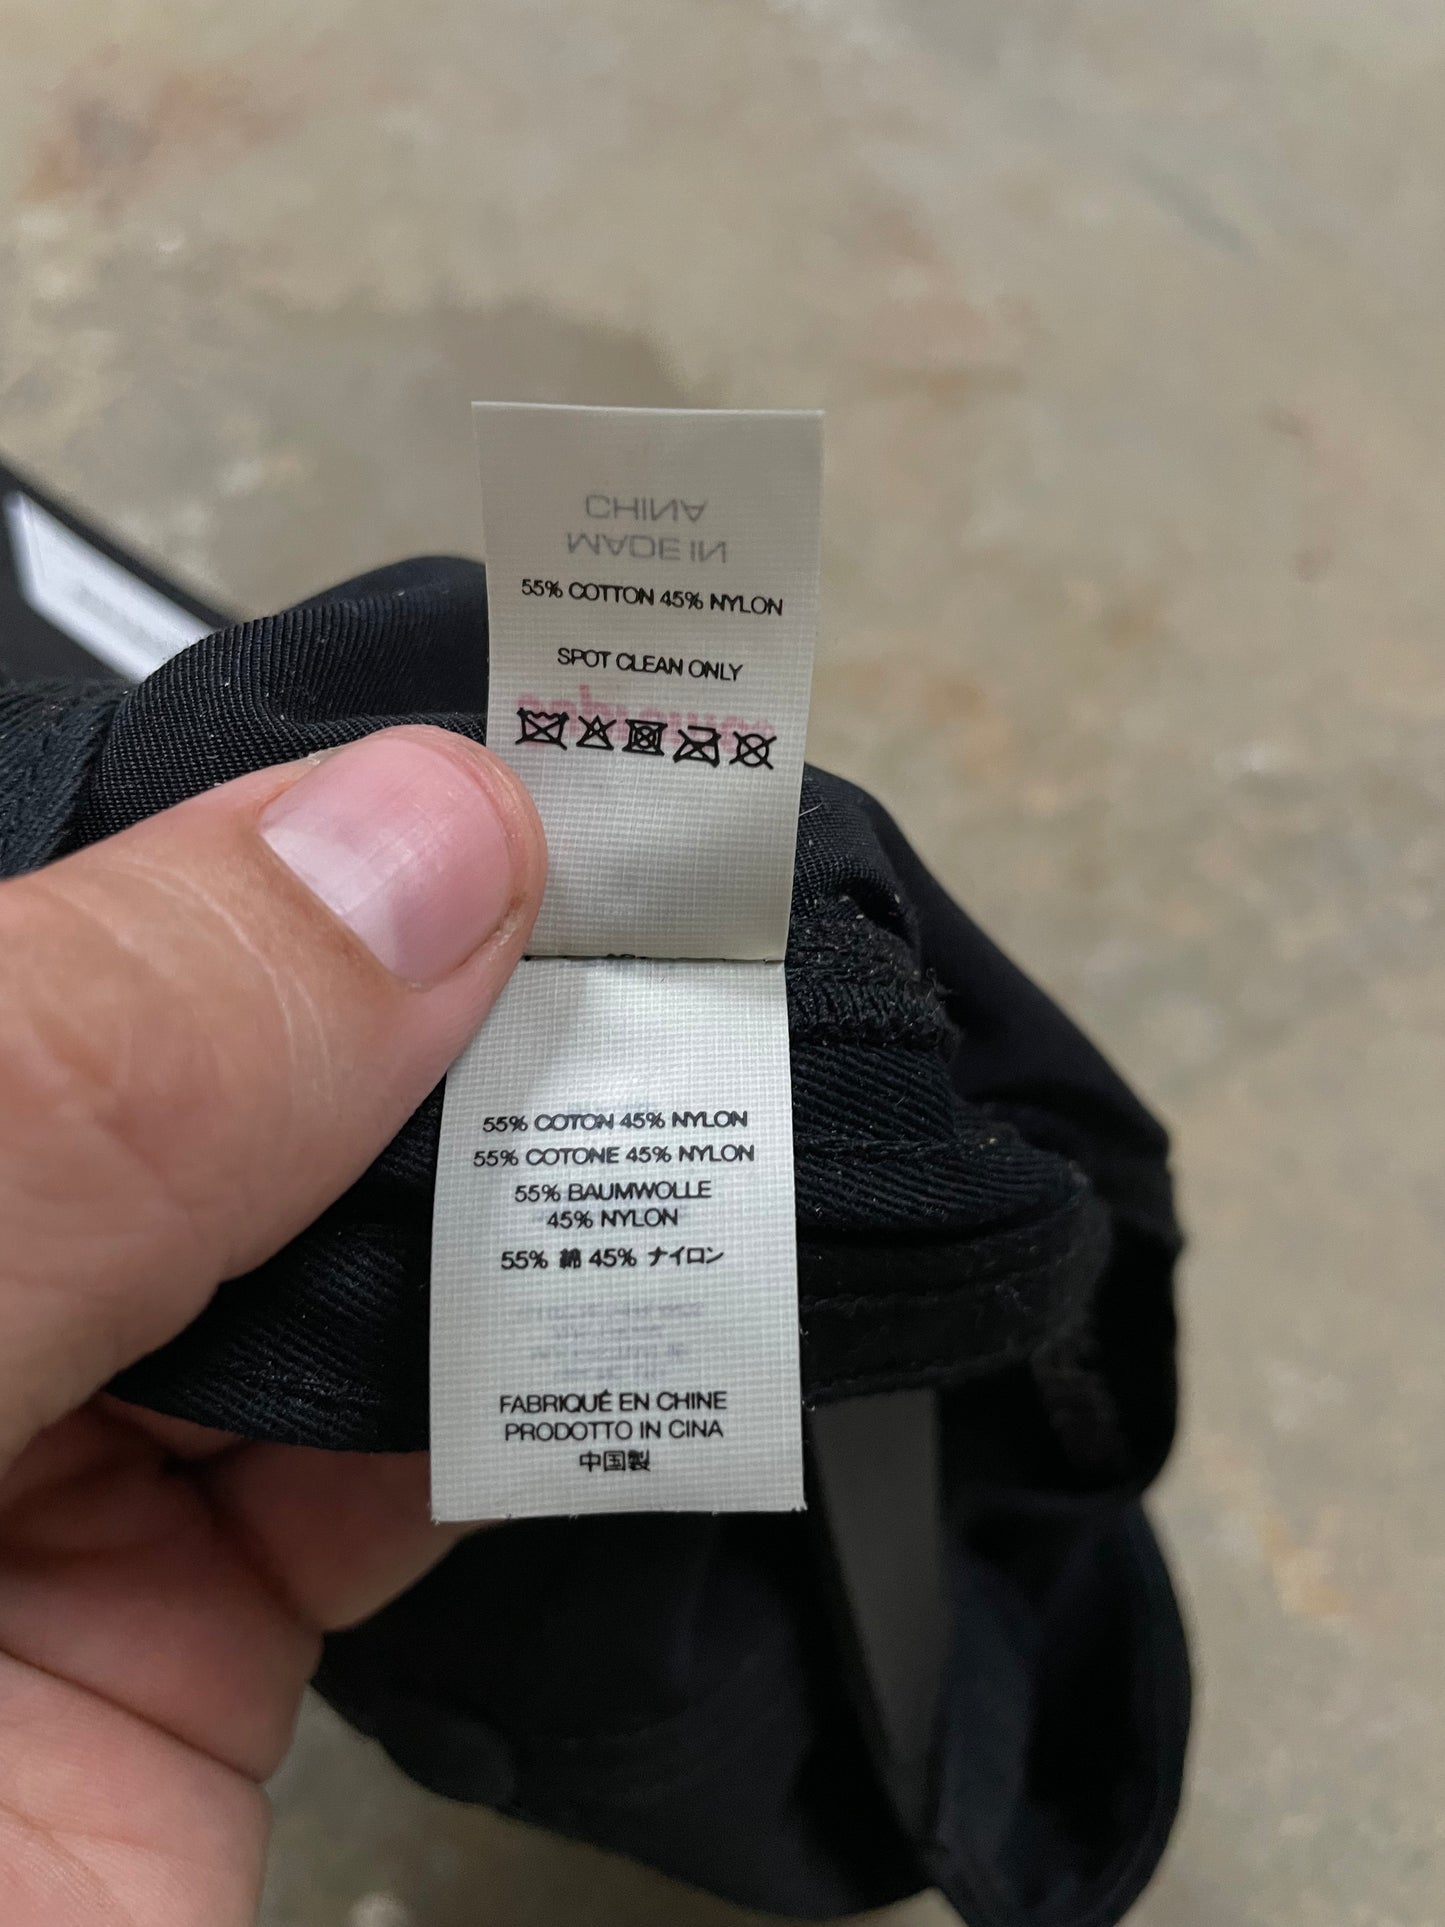 CHINA
MADE IN
55% COTTON 45% NYLON
SPOT CLEAN ONLY
55% COTON 45% NYLON
55% COTONE 45% NYLON
55% BAUMWOLLE
45% NYLON
55% 綿 45% ナイロン
FABRIQUÉ EN CHINE
PRODOTTO IN CINA
中国製